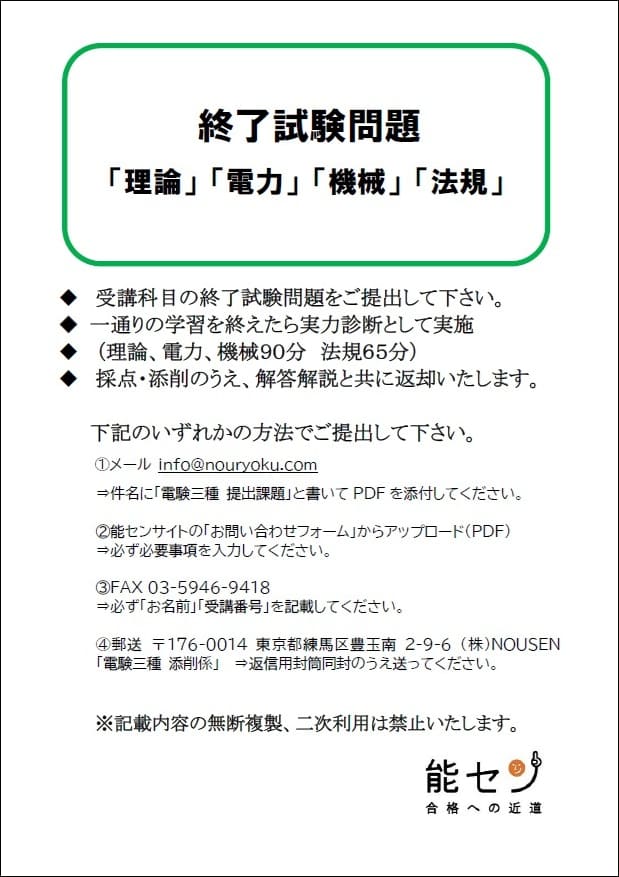 終了試験問題
「理論」「電力」「機械」「法規」
◆ 受講科目の終了試験問題をご提出して下さい。
◆ 一通りの学習を終えたら実力診断として実施
◆ （理論、電力、機械90分　法規65分）
◆ 採点・添削のうえ、解答解説と共に返却いたします。
下記のいずれかの方法でご提出して下さい。
①メール info@nouryoku.com
⇒件名に「電験三種 提出課題」と書いて PDF を添付してください。
②能センサイトの「お問い合わせフォーム」からアップロード（PDF）
⇒必ず必要事項を入力してください。
③FAX 03-5946-9418
⇒必ず「お名前」「受講番号」を記載してください。
④郵送 〒176-0014 東京都練馬区豊玉南 2-9-6 （株）NOUSEN
「電験三種 添削係」 ⇒返信用封筒同封のうえ送ってください。
※記載内容の無断複製、二次利用は禁止いたします。
能セン
合格への近道